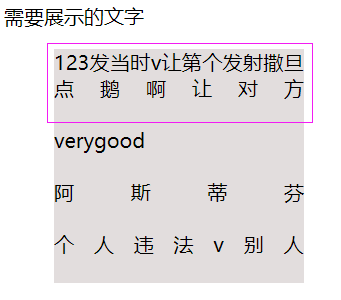 需要展示的文字
123发当时v让第个发射撒旦
点鹅啊让对方
verygood
阿斯蒂芬
个人违法v别人